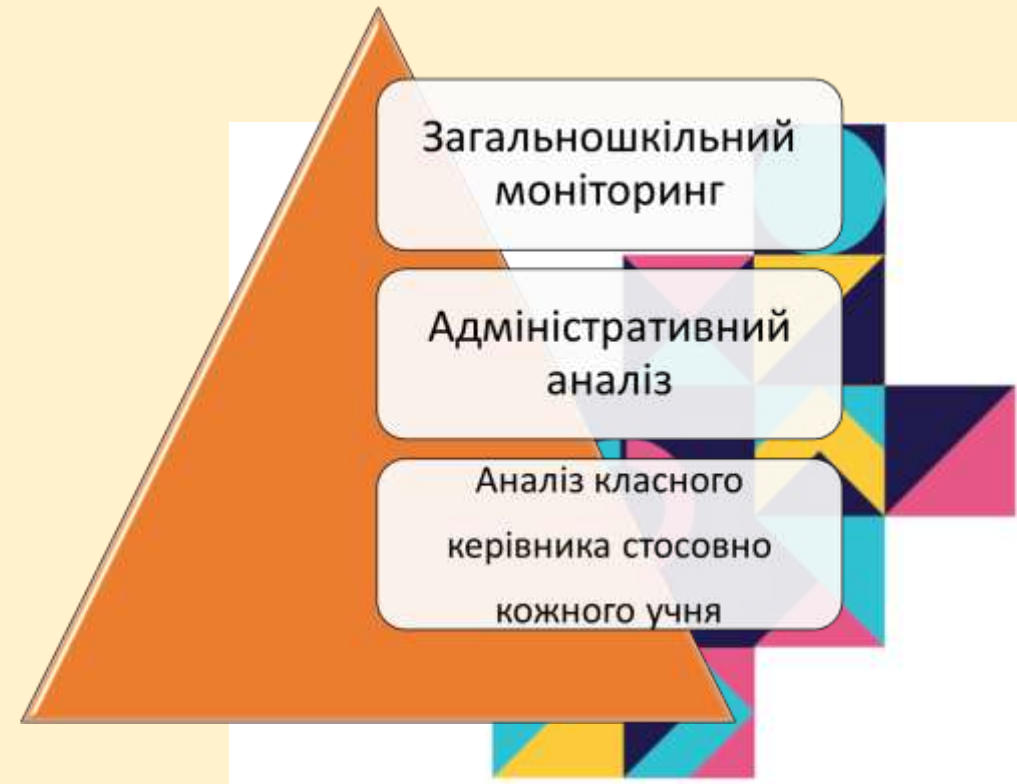 Загальношкільний
моніторинг
Адміністративний
аналіз
Аналіз класного
керівника стосовно
кожного учня